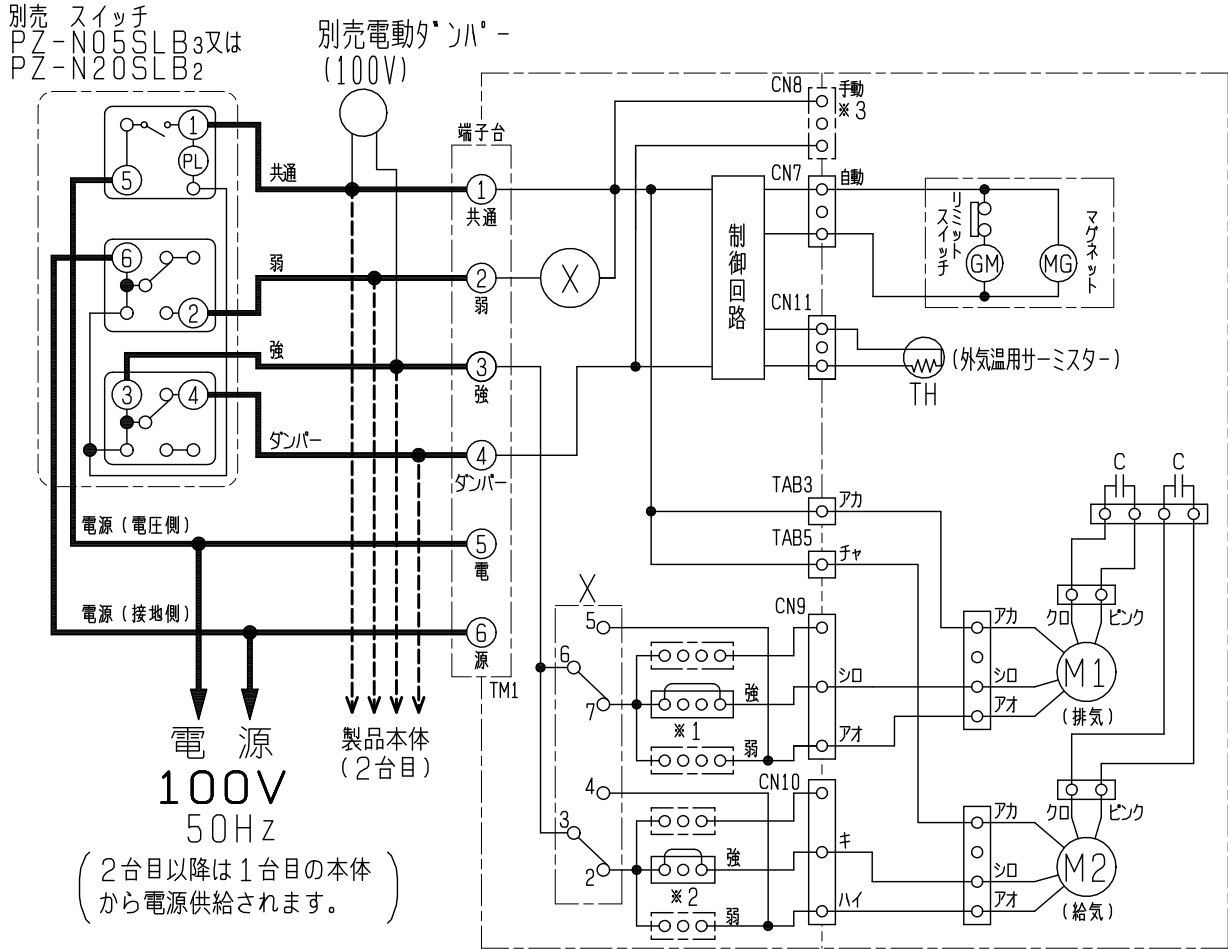 別売 スイッチ
PZ-N05SLB3又は
PZ-N20SLB2
別売電動ダンパー
(100V)
1
PL
5
6
2
3
4
共通
弱
強
ダンパー
電源(電圧側)
電源(接地側)
電 源
100V
50Hz
(2台目以降は1台目の本体
から電源供給されます。)
製品本体
(2台目)
端子台
1
共通
2
弱
3
強
4
ダンパー
5
電
6
源
TM1
X
制御回路
CN8
手動
※3
CN7
自動
CN11
リミット
スイッチ
GM
MG
マグネット
(外気温用サーミスター)
TH
TAB3
アカ
TAB5
チャ
C
C
X
5
6
7
4
3
2
強
※1
弱
強
※2
弱
CN9
シロ
アオ
CN10
キ
ハイ
クロ
ピンク
アカ
シロ
アオ
M1
(排気)
クロ
ピンク
アカ
シロ
アオ
M2
(給気)